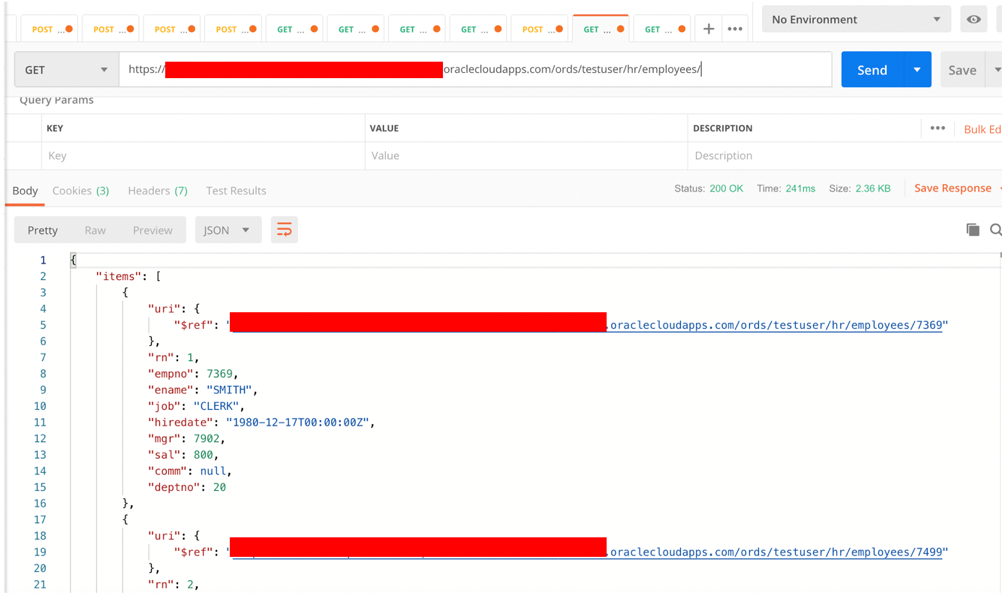 POST ... POST ... POST ... POST ... GET ... GET ... GET ... GET ... POST ... GET ... GET ... + ••• No Environment
GET https:// oraclecloudapps.com/ords/testuser/hr/employees/ Send Save
Query Params
KEY VALUE DESCRIPTION ••• Bulk Ed
Key Value Description
Body Cookies (3) Headers (7) Test Results Status: 200 OK Time: 241ms Size: 2.36 KB Save Response
Pretty Raw Preview JSON
1 {
2 "items": [
3 {
4 "uri": {
5 "$ref": " .oraclecloudapps.com/ords/testuser/hr/employees/7369"
6 },
7 "rn": 1,
8 "empno": 7369,
9 "ename": "SMITH",
10 "job": "CLERK",
11 "hiredate": "1980-12-17T00:00:00Z",
12 "mgr": 7902,
13 "sal": 800,
14 "comm": null,
15 "deptno": 20
16 },
17 {
18 "uri": {
19 "$ref": " .oraclecloudapps.com/ords/testuser/hr/employees/7499"
20 },
21 "rn": 2,